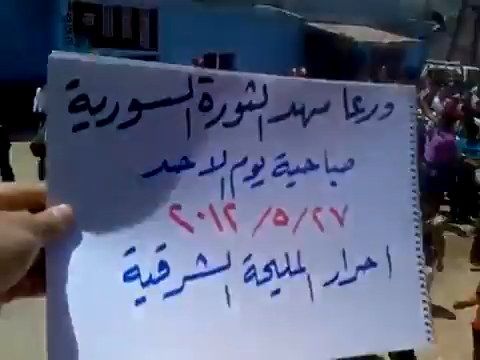 درعا مهد الثورة السورية
صباحية يوم الاحد
٢٠١٢/٥/٢٧
احرار المليحة الشرقية